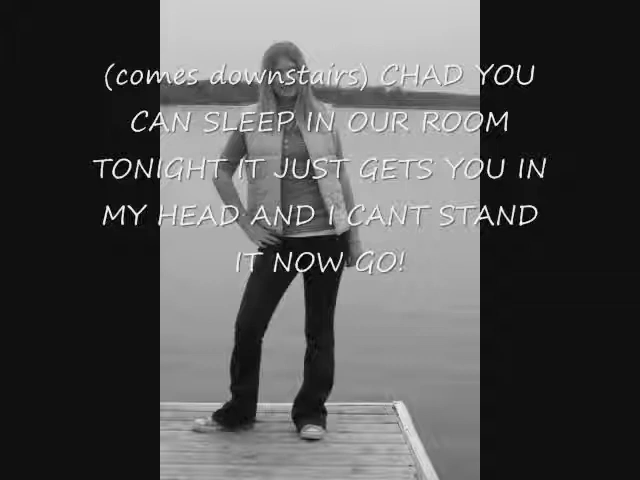 (comes downstairs) CHAD YOU
CAN SLEEP IN OUR ROOM
TONIGHT IT JUST GETS YOU IN
MY HEAD AND I CANT STAND
IT NOW GO!